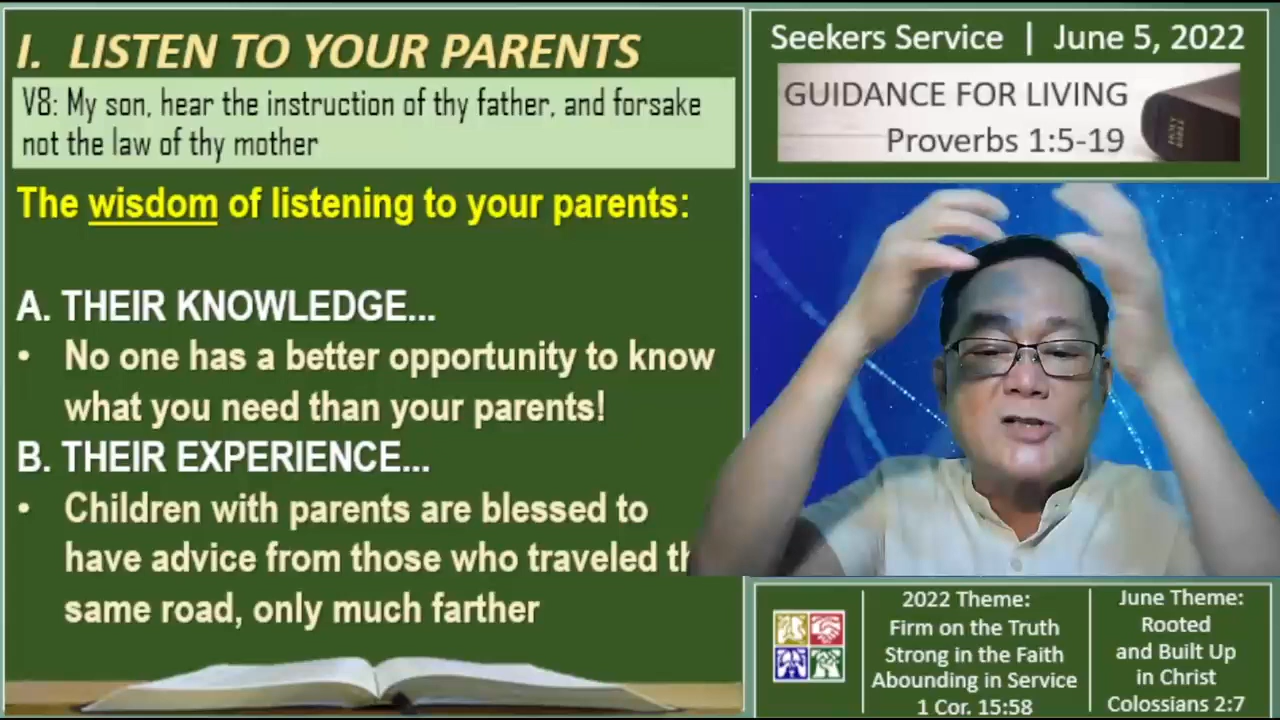 I. LISTEN TO YOUR PARENTS
V8: My son, hear the instruction of thy father, and forsake
not the law of thy mother
The wisdom of listening to your parents:
A. THEIR KNOWLEDGE...
• No one has a better opportunity to know
what you need than your parents!
B. THEIR EXPERIENCE...
• Children with parents are blessed to
have advice from those who traveled th
same road, only much farther
Seekers Service | June 5, 2022
GUIDANCE FOR LIVING
Proverbs 1:5-19
2022 Theme:
Firm on the Truth
Strong in the Faith
Abounding in Service
1 Cor. 15:58
June Theme:
Rooted
and Built Up
in Christ
Colossians 2:7